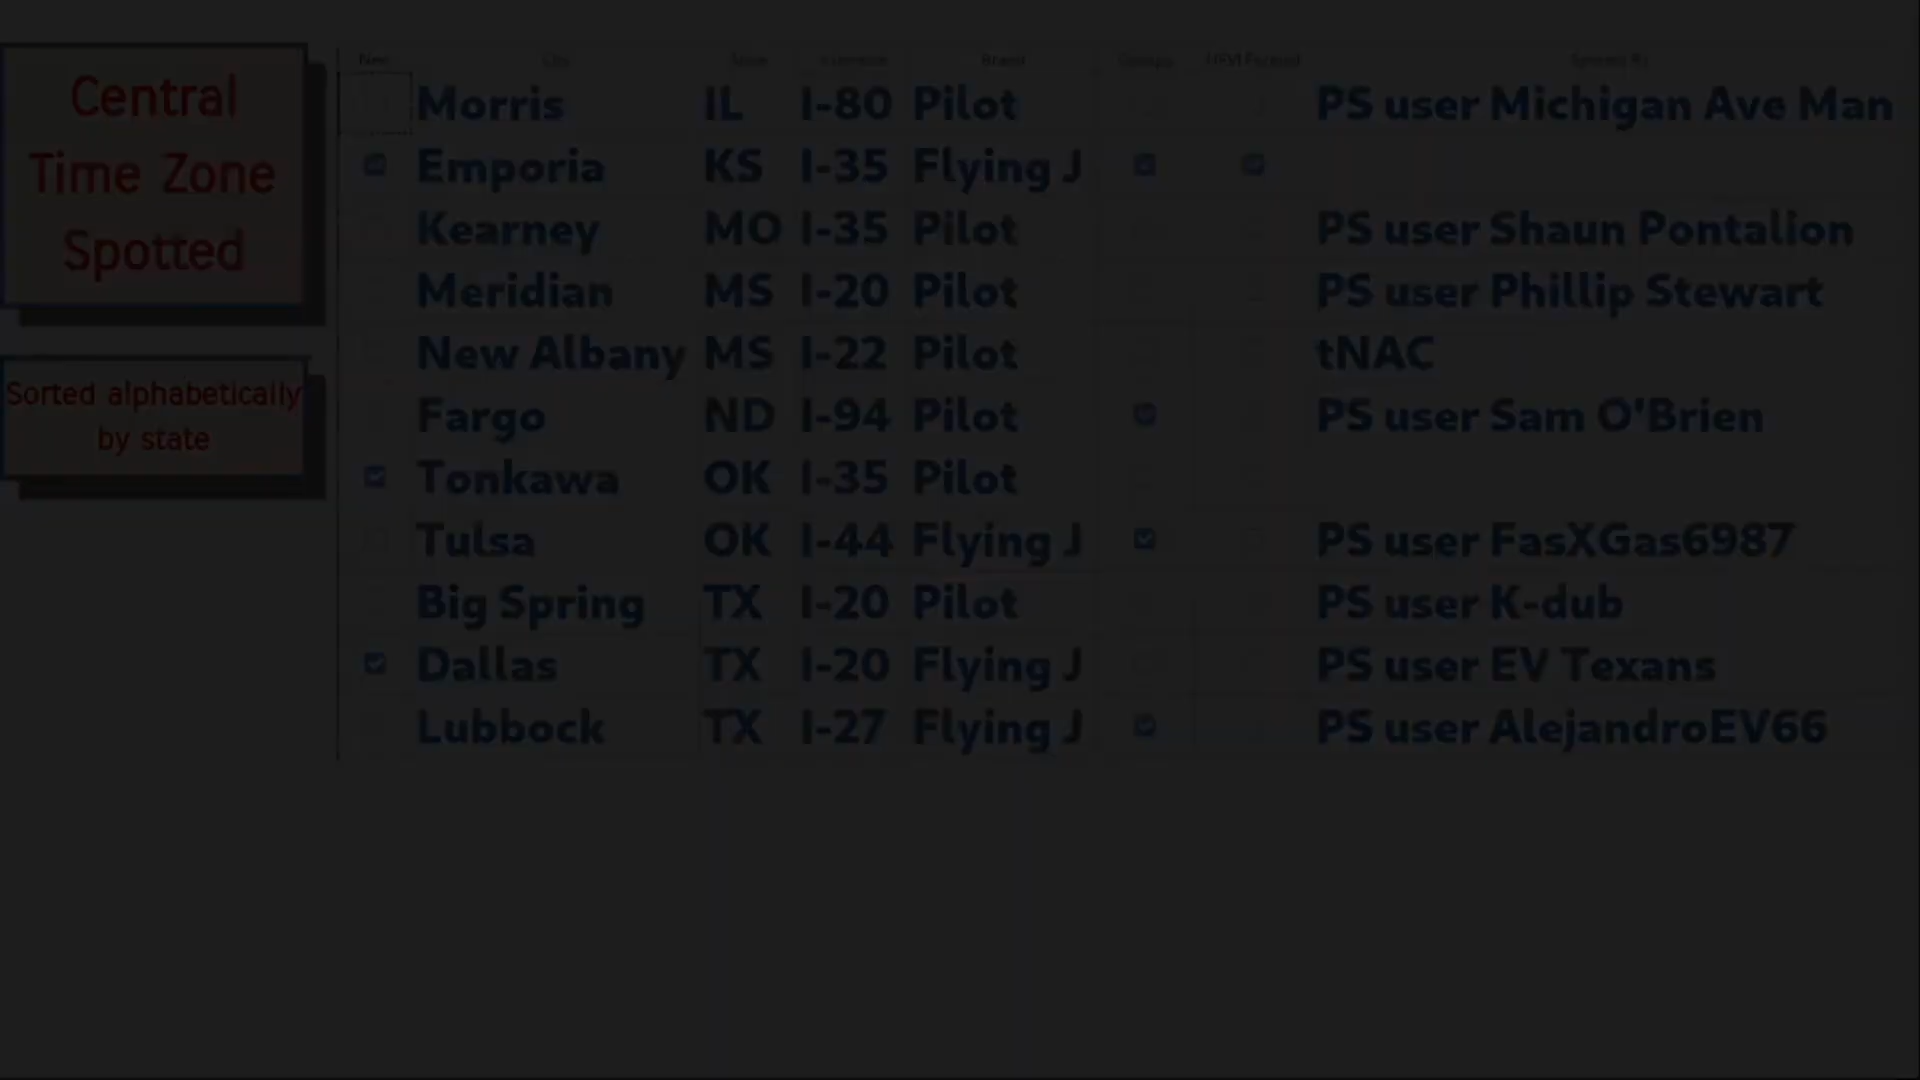 Central
Time Zone
Spotted
Sorted alphabetically
by state
New City State Brand
Morris IL I-80 Pilot PS user Michigan Ave Man
Emporia KS I-35 Flying J
Kearney MO I-35 Pilot PS user Shaun Pontalion
Meridian MS I-20 Pilot PS user Phillip Stewart
New Albany MS I-22 Pilot tNAC
Fargo ND I-94 Pilot PS user Sam O'Brien
Tonkawa OK I-35 Pilot
Tulsa OK I-44 Flying J PS user FasXGas6987
Big Spring TX I-20 Pilot PS user K-dub
Dallas TX I-20 Flying J PS user EV Texans
Lubbock TX I-27 Flying J PS user AlejandroEV66